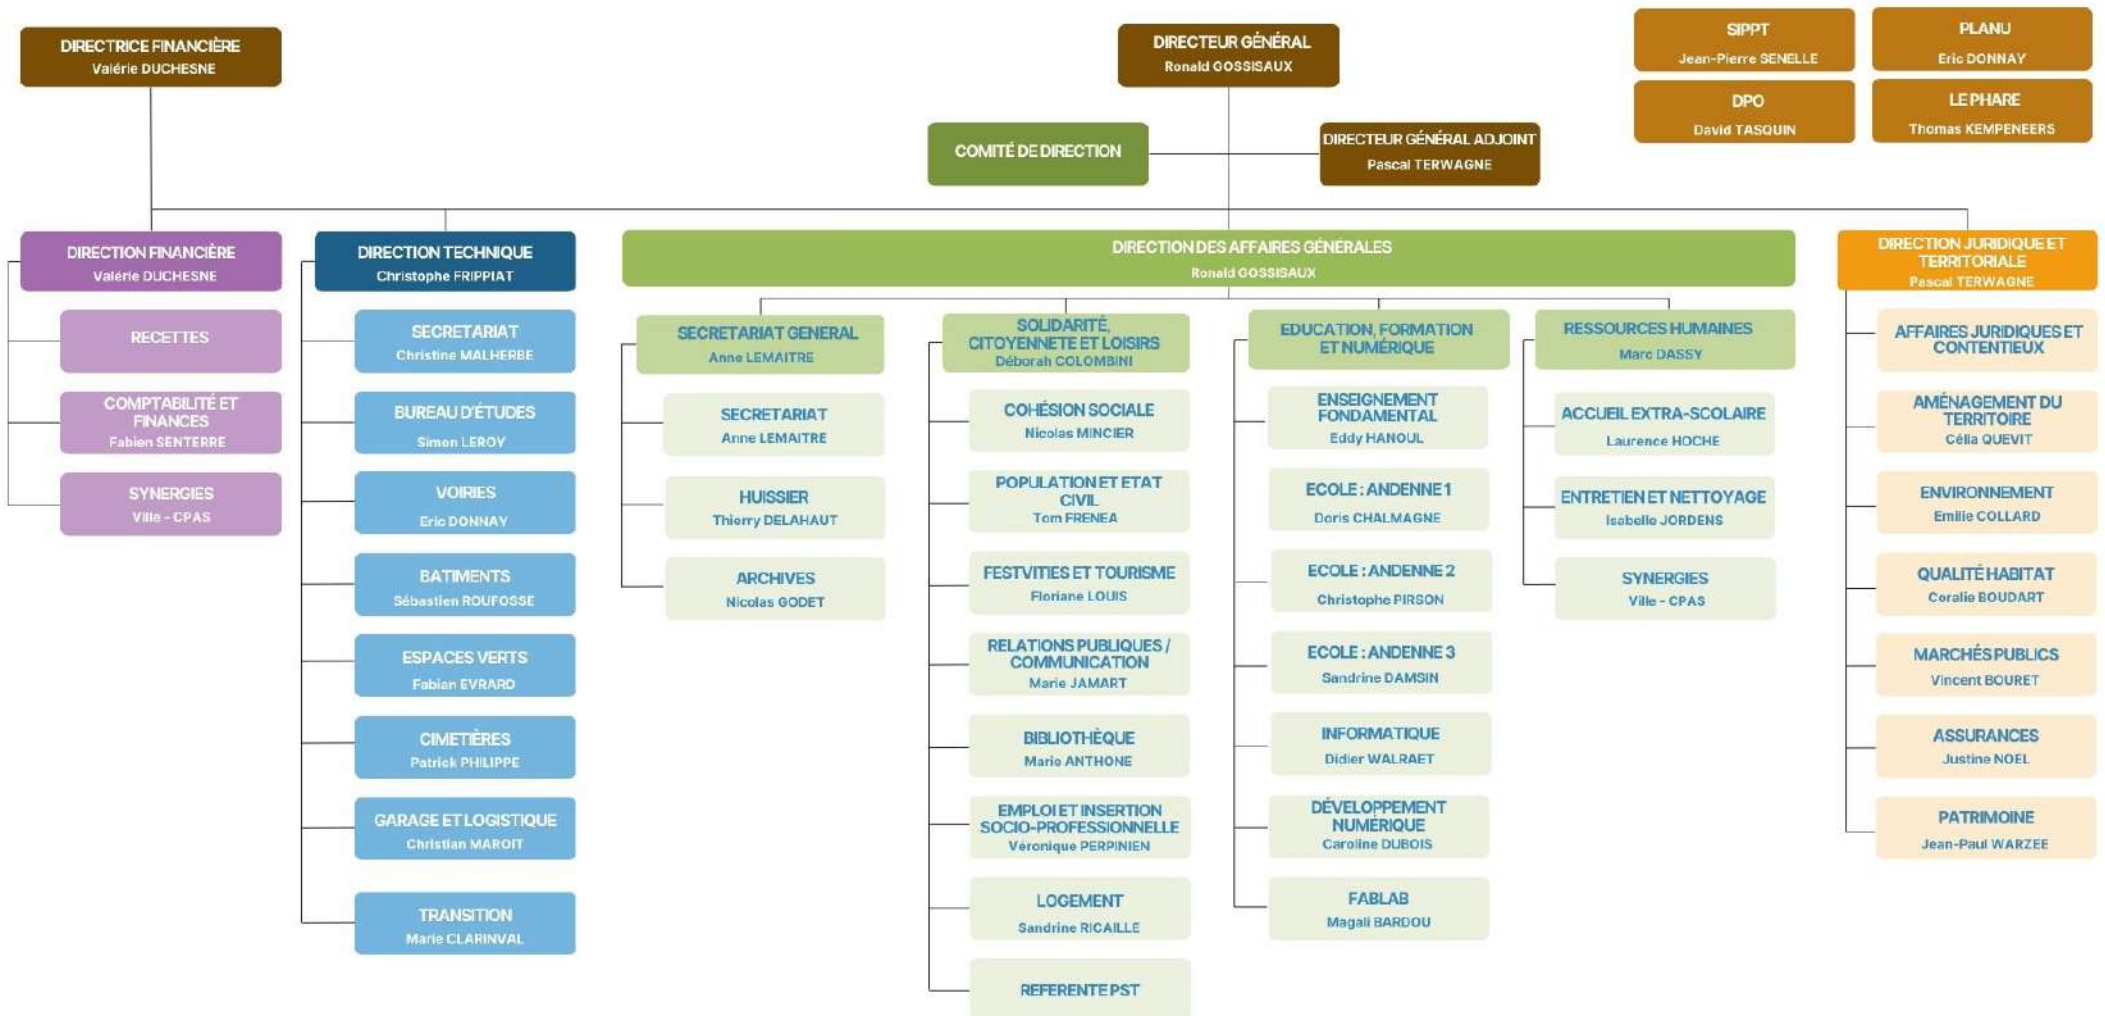 DIRECTRICE FINANCIÈRE
Valérie DUCHESNE
DIRECTEUR GÉNÉRAL
Ronald GOSSISAUX
SIPPT
Jean-Pierre SENELLE
PLANU
Eric DONNAY
DPO
David TASQUIN
LE PHARE
Thomas KEMPENEERS
COMITÉ DE DIRECTION
DIRECTEUR GÉNÉRAL ADJOINT
Pascal TERWAGNE
DIRECTION FINANCIÈRE
Valérie DUCHESNE
RECETTES
COMPTABILITÉ ET
FINANCES
Fabien SENTERRE
SYNERGIES
Ville - CPAS
DIRECTION TECHNIQUE
Christophe FRIPPIAT
SECRETARIAT
Christine MALHERBE
BUREAU D'ÉTUDES
Simon LEROY
VOIRIES
Eric DONNAY
BATIMENTS
Sébastien ROUFOSSE
ESPACES VERTS
Fabian EVRARD
CIMETIÈRES
Patrick PHILIPPE
GARAGE ET LOGISTIQUE
Christian MAROIT
TRANSITION
Marie CLARINVAL
DIRECTION DES AFFAIRES GÉNÉRALES
Ronald GOSSISAUX
SECRETARIAT GENERAL
Anne LEMAITRE
SECRETARIAT
Anne LEMAITRE
HUISSIER
Thierry DELAHAUT
ARCHIVES
Nicolas GODET
SOLIDARITÉ,
CITOYENNETE ET LOISIRS
Déborah COLOMBINI
COHÉSION SOCIALE
Nicolas MINCIER
POPULATION ET ETAT
CIVIL
Tom FRENEA
FESTVITIES ET TOURISME
Floriane LOUIS
RELATIONS PUBLIQUES /
COMMUNICATION
Marie JAMART
BIBLIOTHÈQUE
Marie ANTHONE
EMPLOI ET INSERTION
SOCIO-PROFESSIONNELLE
Véronique PERPINIEN
LOGEMENT
Sandrine RICAILLE
REFERENTE PST
EDUCATION, FORMATION
ET NUMÉRIQUE
ENSEIGNEMENT
FONDAMENTAL
Eddy HANOUL
ECOLE : ANDENNE 1
Doris CHALMAGNE
ECOLE : ANDENNE 2
Christophe PIRSON
ECOLE : ANDENNE 3
Sandrine DAMSIN
INFORMATIQUE
Didier WALRAET
DÉVELOPPEMENT
NUMÉRIQUE
Caroline DUBOIS
FABLAB
Magali BARDOU
RESSOURCES HUMAINES
Marc DASSY
ACCUEIL EXTRA-SCOLAIRE
Laurence HOCHE
ENTRETIEN ET NETTOYAGE
Isabelle JORDENS
SYNERGIES
Ville - CPAS
DIRECTION JURIDIQUE ET
TERRITORIALE
Pascal TERWAGNE
AFFAIRES JURIDIQUES ET
CONTENTIEUX
AMÉNAGEMENT DU
TERRITOIRE
Célia QUEVIT
ENVIRONNEMENT
Emilie COLLARD
QUALITÉ HABITAT
Coralie BOUDART
MARCHÉS PUBLICS
Vincent BOURET
ASSURANCES
Justine NOEL
PATRIMOINE
Jean-Paul WARZEE